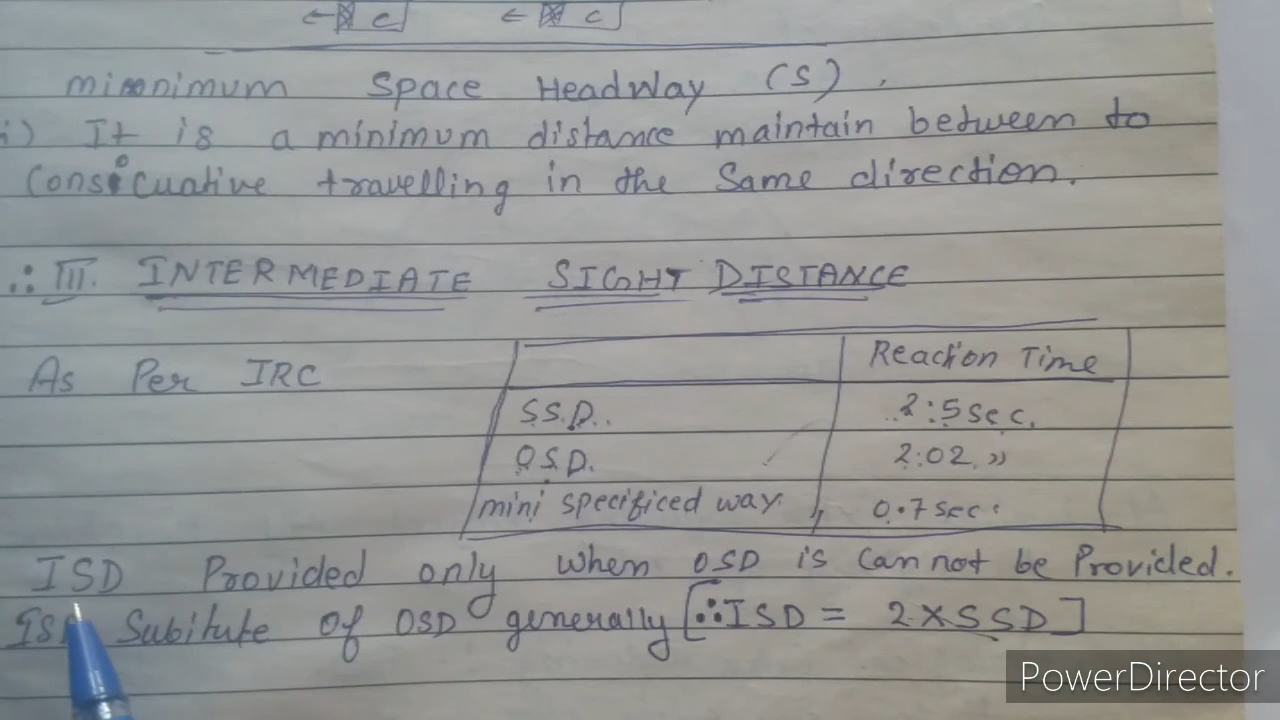 ← C ← C
minonimum Space Headway (S).
i) It is a minimum distance maintain between to
Consicuative travelling in the Same direction.
∴ III. INTERMEDIATE SIGHT DISTANCE
As Per IRC
Reaction Time
S.S.D.. 2:5 sec.
O.S.D. 2:02 ,,
mini specificed way. 0.7 sec.
ISD Provided only when OSD is Can not be Provided.
ISD Subitute of OSD generally [∴ ISD = 2 X SSD]
PowerDirector